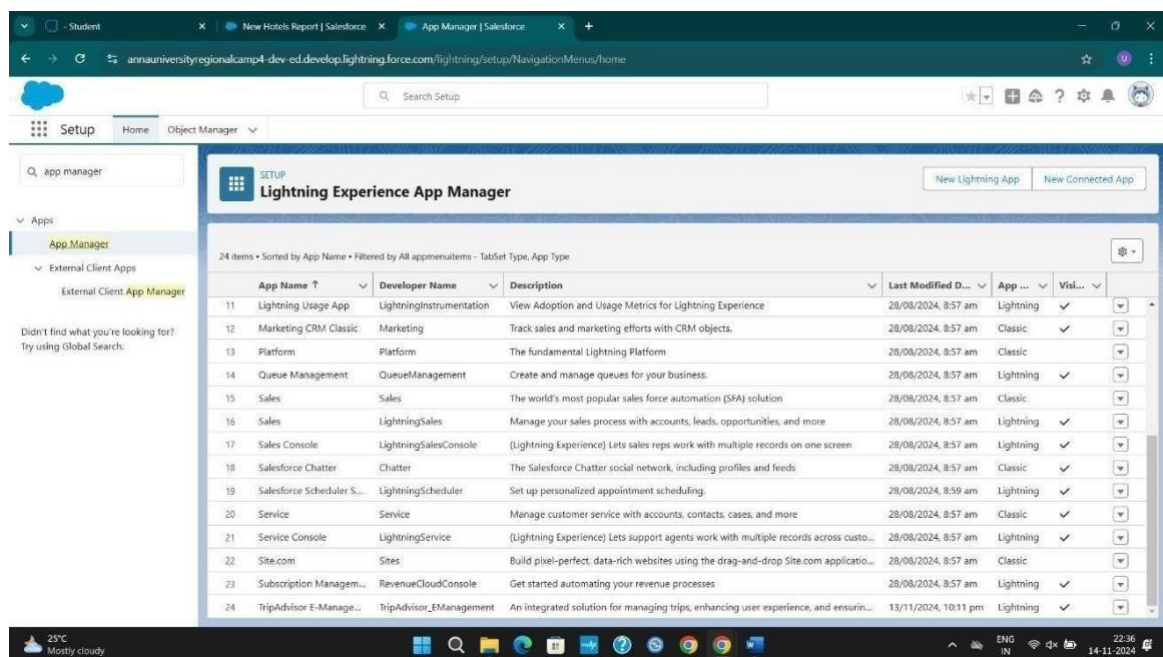 - Student
New Hotels Report | Salesforce
App Manager | Salesforce
annauniversityregionalcamp4-dev-ed.develop.lightning.force.com/lightning/setup/NavigationMenus/home
U
Search Setup
Setup Home Object Manager
app manager
Apps
App Manager
External Client Apps
External Client App Manager
Didn't find what you're looking for?
Try using Global Search.
SETUP
Lightning Experience App Manager
New Lightning App New Connected App
24 items • Sorted by App Name • Filtered by All appmenuitems - TabSet Type, App Type
App Name ↑ Developer Name Description Last Modified D... App ... Visi...
11 Lightning Usage App LightningInstrumentation View Adoption and Usage Metrics for Lightning Experience 28/08/2024, 8:57 am Lightning
12 Marketing CRM Classic Marketing Track sales and marketing efforts with CRM objects. 28/08/2024, 8:57 am Classic
13 Platform Platform The fundamental Lightning Platform 28/08/2024, 8:57 am Classic
14 Queue Management QueueManagement Create and manage queues for your business. 28/08/2024, 8:57 am Lightning
15 Sales Sales The world's most popular sales force automation (SFA) solution 28/08/2024, 8:57 am Classic
16 Sales LightningSales Manage your sales process with accounts, leads, opportunities, and more 28/08/2024, 8:57 am Lightning
17 Sales Console LightningSalesConsole (Lightning Experience) Lets sales reps work with multiple records on one screen 28/08/2024, 8:57 am Lightning
18 Salesforce Chatter Chatter The Salesforce Chatter social network, including profiles and feeds 28/08/2024, 8:57 am Classic
19 Salesforce Scheduler S... LightningScheduler Set up personalized appointment scheduling. 28/08/2024, 8:59 am Lightning
20 Service Service Manage customer service with accounts, contacts, cases, and more 28/08/2024, 8:57 am Classic
21 Service Console LightningService (Lightning Experience) Lets support agents work with multiple records across custo... 28/08/2024, 8:57 am Lightning
22 Site.com Sites Build pixel-perfect, data-rich websites using the drag-and-drop Site.com applicatio... 28/08/2024, 8:57 am Classic
23 Subscription Managem... RevenueCloudConsole Get started automating your revenue processes 28/08/2024, 8:57 am Lightning
24 TripAdvisor E-Manage... TripAdvisor_EManagement An integrated solution for managing trips, enhancing user experience, and ensurin... 13/11/2024, 10:11 pm Lightning
25°C
Mostly cloudy
ENG
IN
22:36
14-11-2024